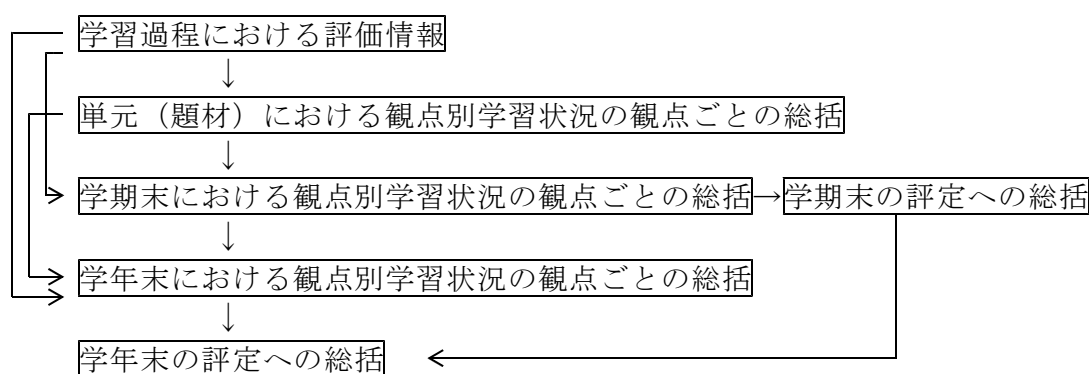 学習過程における評価情報
↓
単元（題材）における観点別学習状況の観点ごとの総括
↓
学期末における観点別学習状況の観点ごとの総括→学期末の評定への総括
↓
学年末における観点別学習状況の観点ごとの総括
↓
学年末の評定への総括